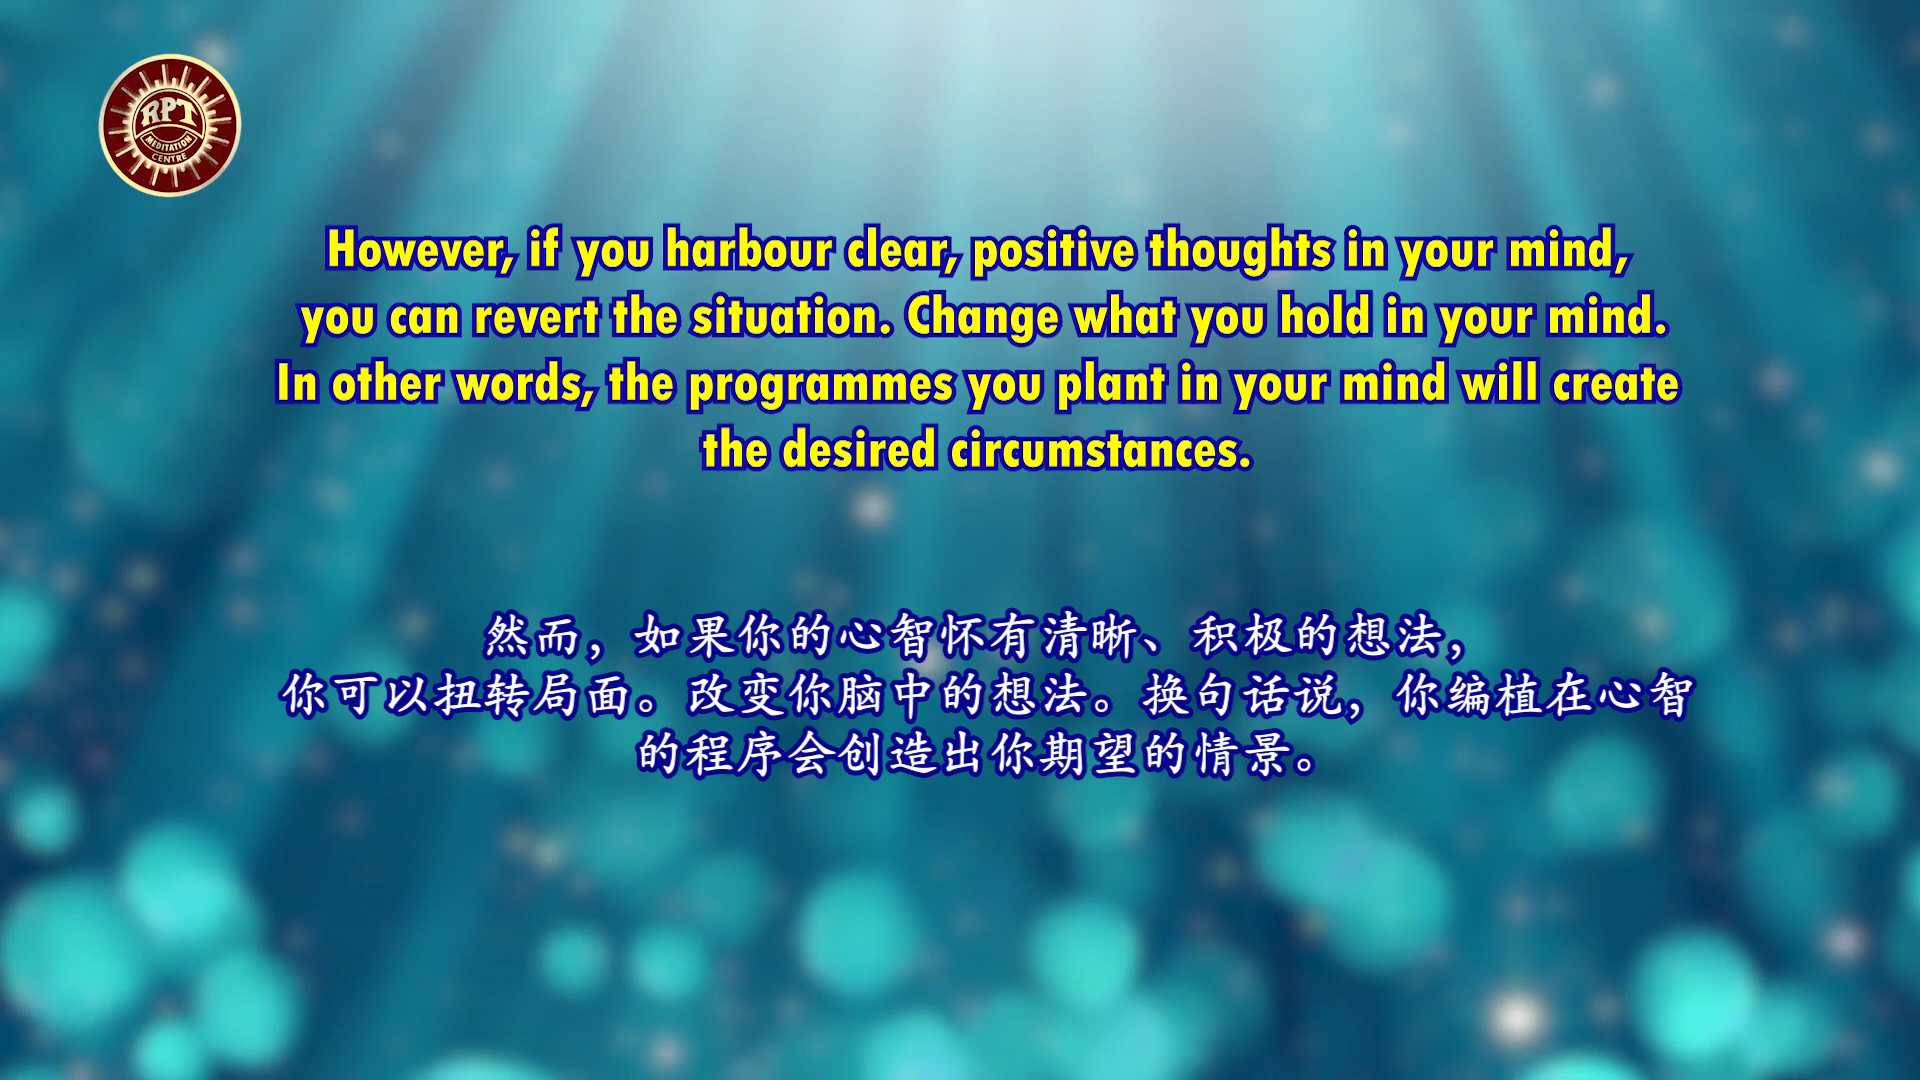 RPT
MEDITATION
CENTRE
However, if you harbour clear, positive thoughts in your mind,
you can revert the situation. Change what you hold in your mind.
In other words, the programmes you plant in your mind will create
the desired circumstances.
然而，如果你的心智怀有清晰、积极的想法，
你可以扭转局面。改变你脑中的想法。换句话说，你编植在心智
的程序会创造出你期望的情景。